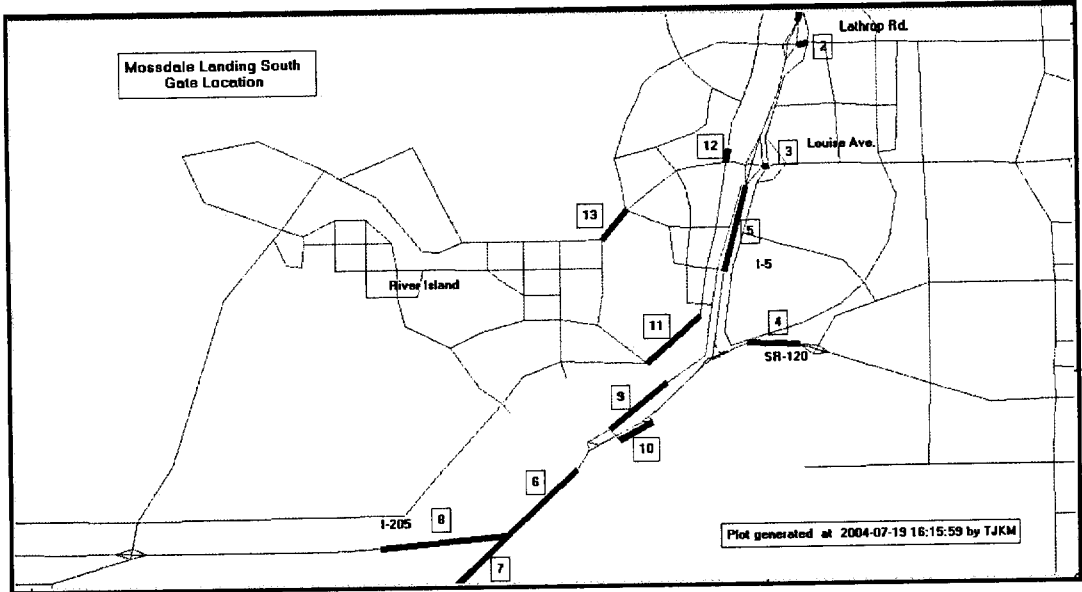 Lathrop Rd.
2
Mossdale Landing South
Gate Location
12
3
Louise Ave.
13
5
I-5
River Island
11
4
SR-120
9
10
6
I-205
8
7
Plot generated at 2004-07-19 16:15:59 by TJKM